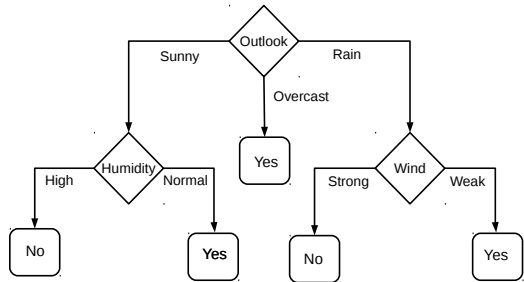 Outlook
Sunny
Rain
Overcast
Yes
Humidity
Wind
High
Normal
Strong
Weak
No
Yes
No
Yes